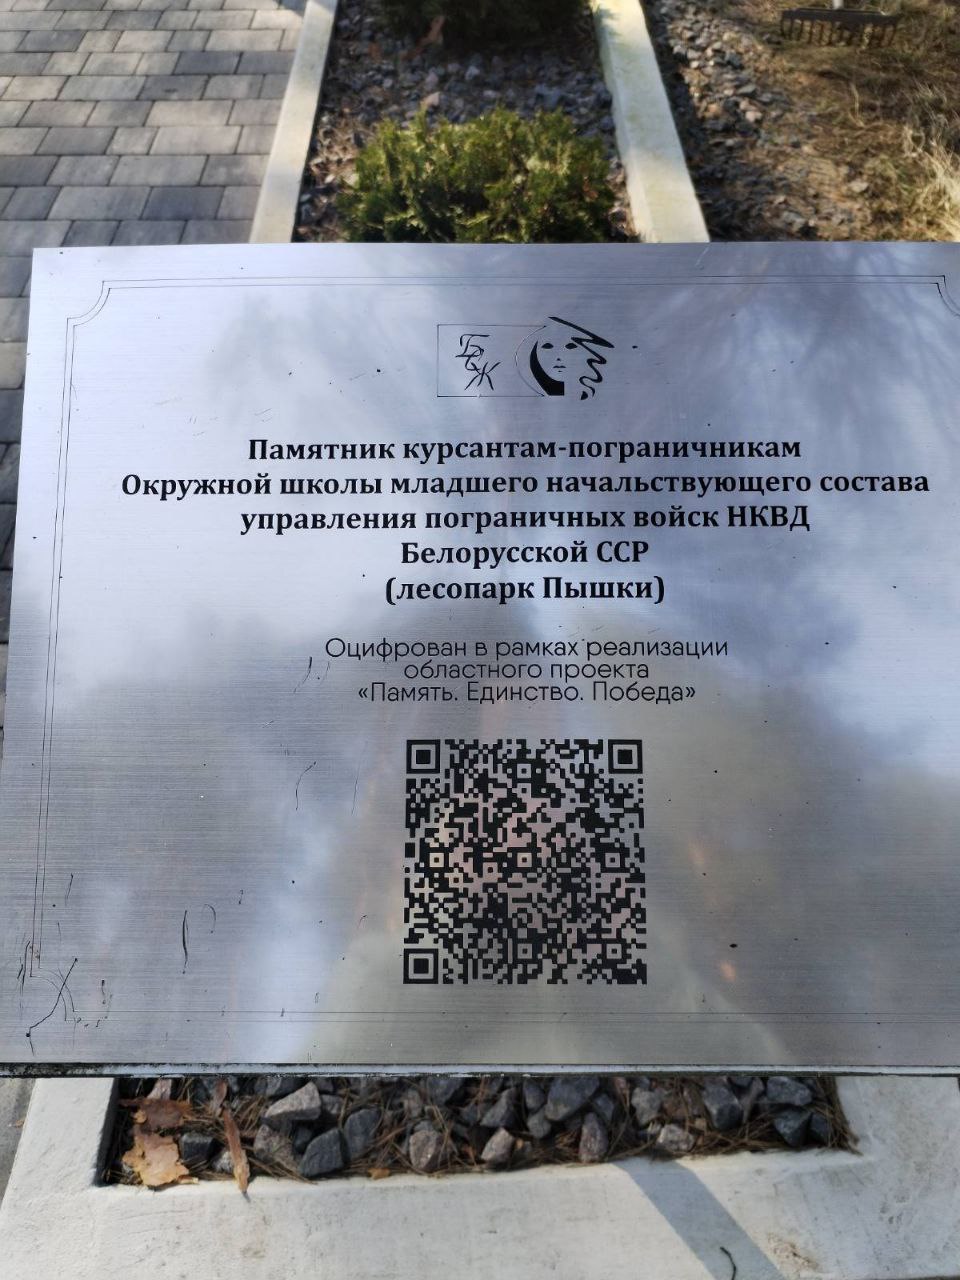 БСЖ
Памятник курсантам-пограничникам
Окружной школы младшего начальствующего состава
управления пограничных войск НКВД
Белорусской ССР
(лесопарк Пышки)
Оцифрован в рамках реализации
областного проекта
«Память. Единство. Победа»